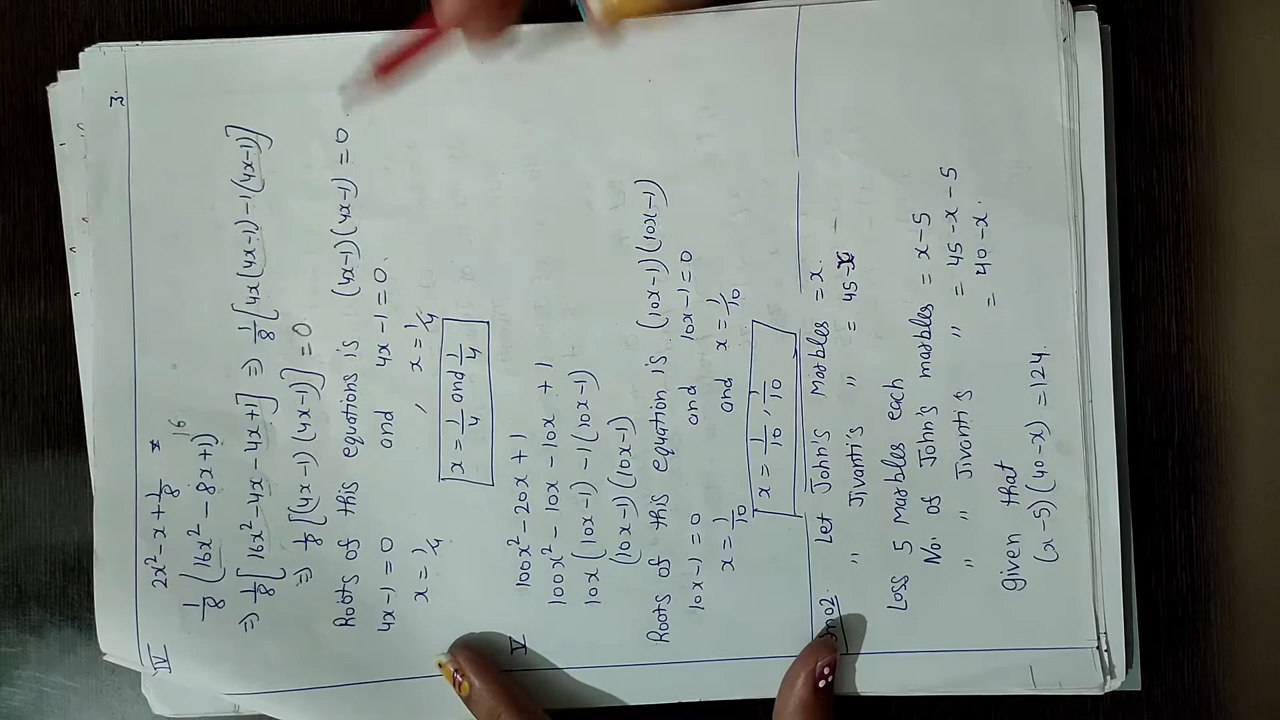 3.
IV 2x² - x + 1/8 =
16
1/8 (16x² - 8x + 1)
⇒ 1/8 [16x² - 4x - 4x + 1] ⇒ 1/8 [4x(4x-1) - 1(4x-1)]
⇒ 1/8 [(4x-1) (4x-1)] = 0
Roots of this equations is (4x-1)(4x-1) = 0
4x - 1 = 0 and 4x - 1 = 0.
x = 1/4 , x = 1/4
x = 1/4 and 1/4
V 100x² - 20x + 1
100x² - 10x - 10x + 1
10x (10x - 1) - 1 (10x - 1)
(10x - 1) (10x - 1)
Roots of this equation is (10x - 1) (10x - 1)
10x - 1 = 0 and 10x - 1 = 0
x = 1/10 and x = 1/10
x = 1/10 , 1/10
Let John's Marbles = x.
" Jivanti's " = 45-x
Loss 5 marbles each
No. of John's marbles = x - 5
" " Jivanti's " = 45 - x - 5
= 40 - x.
given that
(x - 5) (40 - x) = 124.